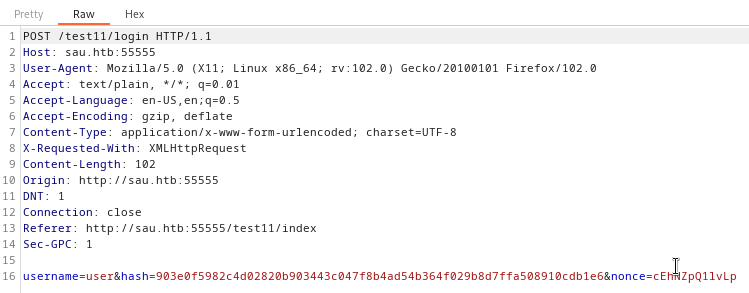 Pretty Raw Hex
1 POST /test11/login HTTP/1.1
2 Host: sau.htb:55555
3 User-Agent: Mozilla/5.0 (X11; Linux x86_64; rv:102.0) Gecko/20100101 Firefox/102.0
4 Accept: text/plain, */*; q=0.01
5 Accept-Language: en-US,en;q=0.5
6 Accept-Encoding: gzip, deflate
7 Content-Type: application/x-www-form-urlencoded; charset=UTF-8
8 X-Requested-With: XMLHttpRequest
9 Content-Length: 102
10 Origin: http://sau.htb:55555
11 DNT: 1
12 Connection: close
13 Referer: http://sau.htb:55555/test11/index
14 Sec-GPC: 1
15
16 username=user&hash=903e0f5982c4d02820b903443c047f8b4ad54b364f029b8d7ffa508910cdb1e6&nonce=cEhNZpQ1lvLp